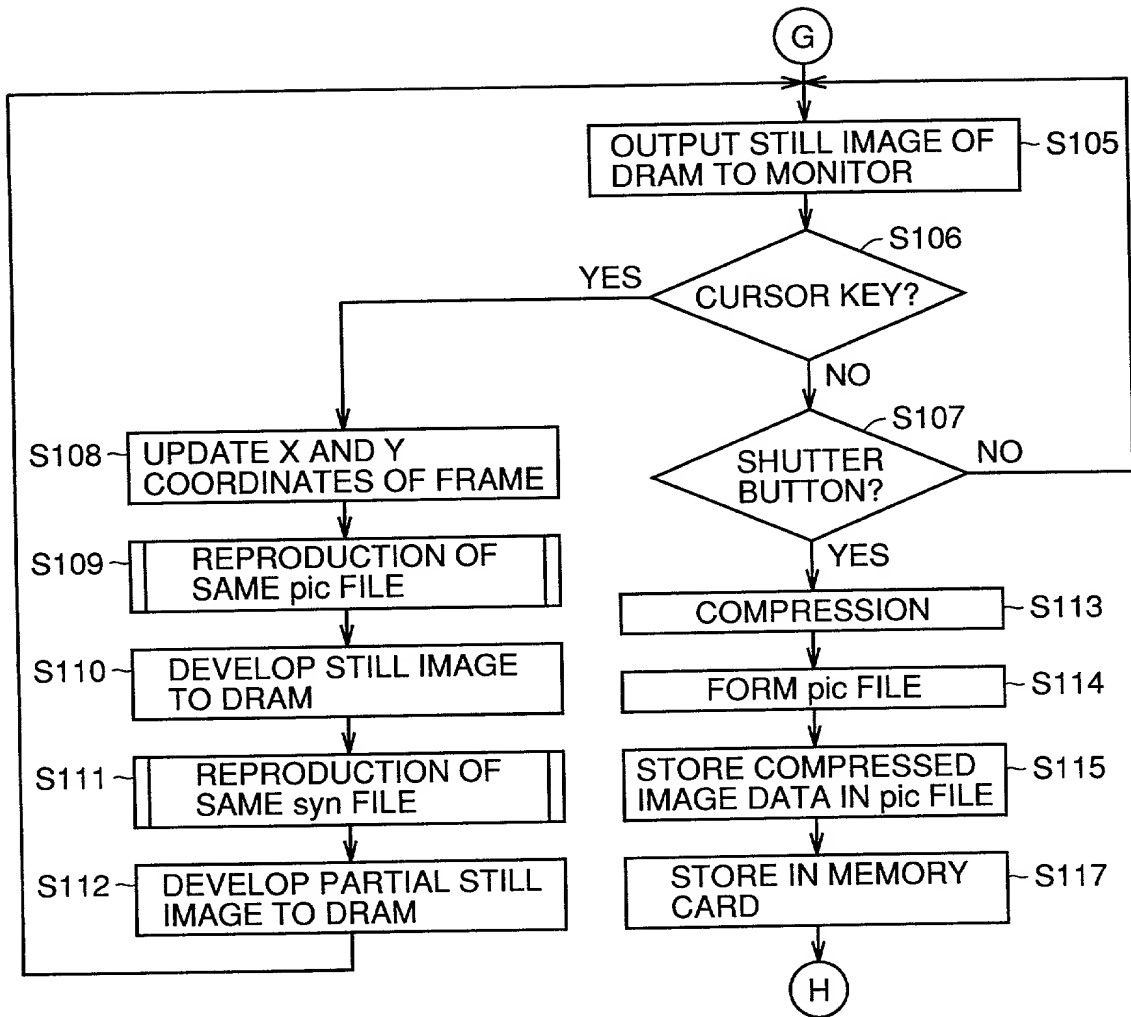 G
OUTPUT STILL IMAGE OF
DRAM TO MONITOR
S105
S106
YES
CURSOR KEY?
NO
S107
SHUTTER
BUTTON?
NO
YES
S108
UPDATE X AND Y
COORDINATES OF FRAME
S109
REPRODUCTION OF
SAME pic FILE
S110
DEVELOP STILL IMAGE
TO DRAM
S111
REPRODUCTION OF
SAME syn FILE
S112
DEVELOP PARTIAL STILL
IMAGE TO DRAM
COMPRESSION
S113
FORM pic FILE
S114
STORE COMPRESSED
IMAGE DATA IN pic FILE
S115
STORE IN MEMORY
CARD
S117
H